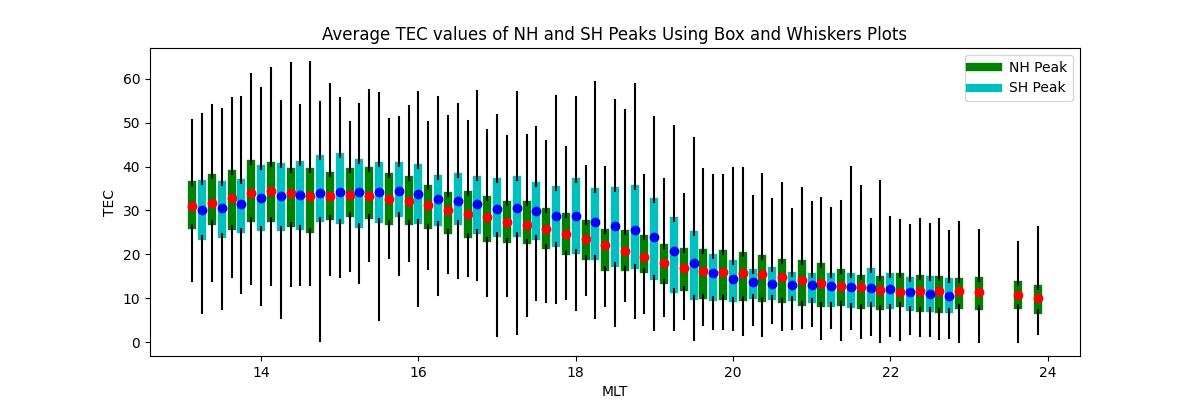 Average TEC values of NH and SH Peaks Using Box and Whiskers Plots
NH Peak
SH Peak
60
50
40
30
20
10
0
TEC
14
16
18
20
22
24
MLT